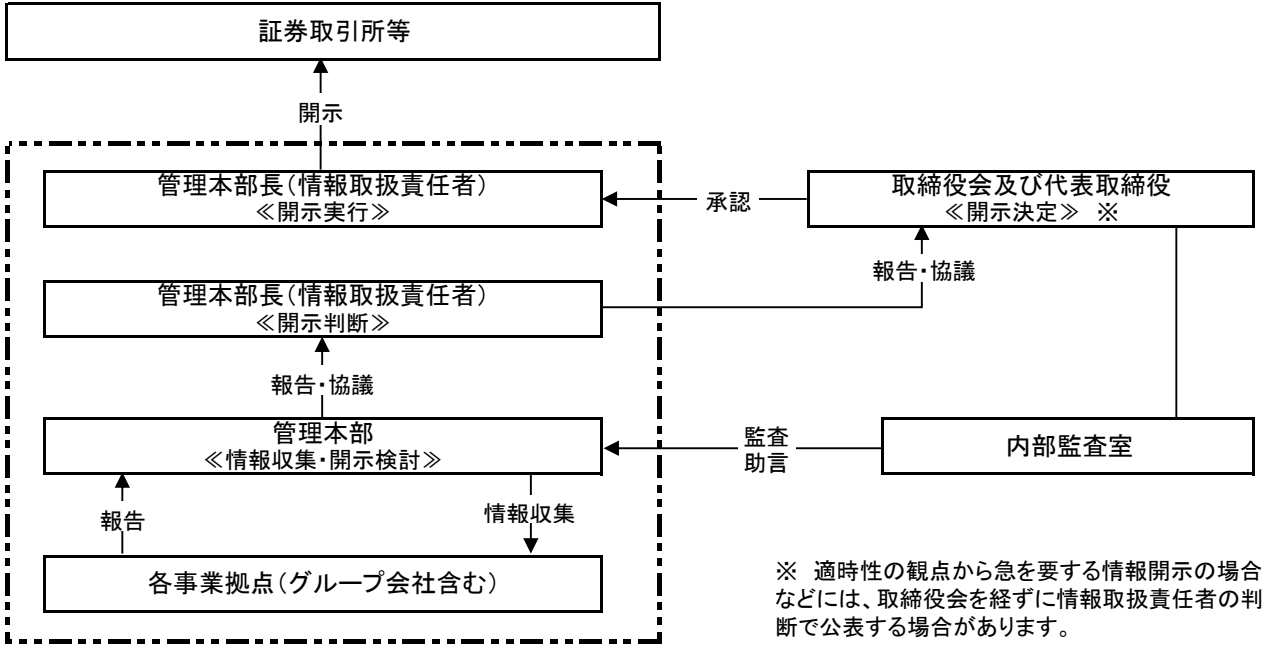 証券取引所等
開示
管理本部長（情報取扱責任者）
≪開示実行≫
承認
取締役会及び代表取締役
≪開示決定≫　※
管理本部長（情報取扱責任者）
≪開示判断≫
報告・協議
報告・協議
管理本部
≪情報収集・開示検討≫
監査
助言
内部監査室
報告
情報収集
各事業拠点（グループ会社含む）
※　適時性の観点から急を要する情報開示の場合
などには、取締役会を経ずに情報取扱責任者の判
断で公表する場合があります。